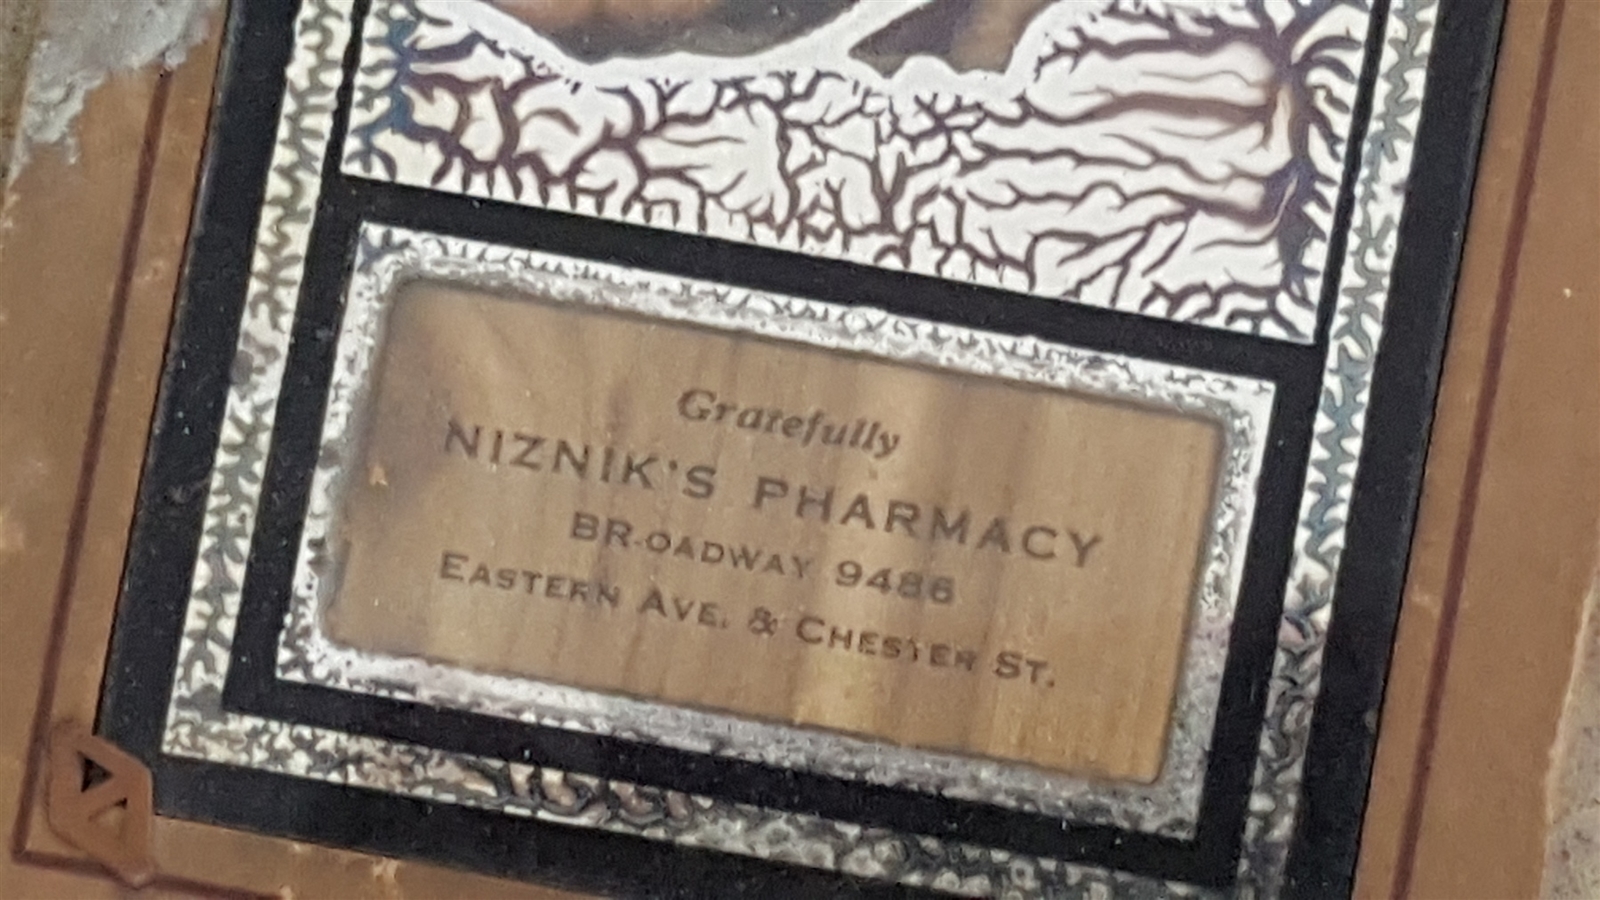 Gratefully
NIZNIK'S PHARMACY
BROADWAY 9486
EASTERN AVE. & CHESTER ST.